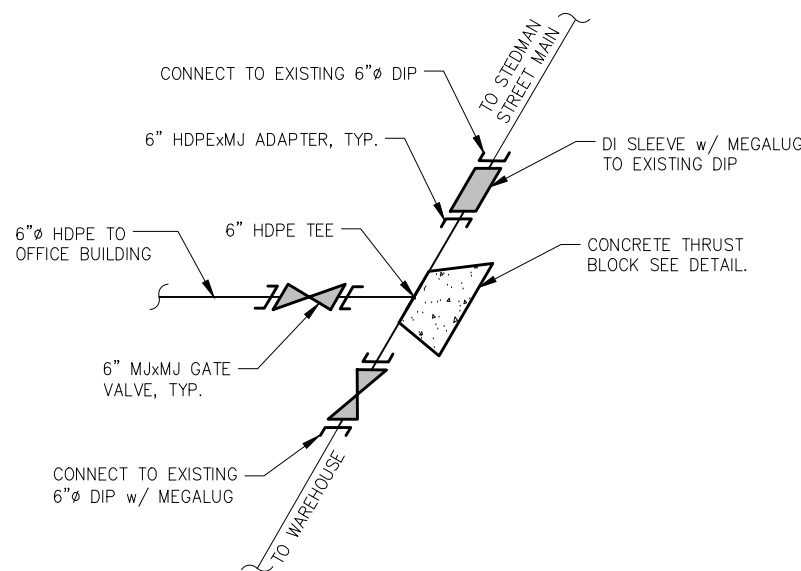 CONNECT TO EXISTING 6”ø DIP
TO STEDMAN
STREET MAIN
6” HDPExMJ ADAPTER, TYP.
DI SLEEVE w/ MEGALUG
TO EXISTING DIP
6”ø HDPE TO
OFFICE BUILDING
6” HDPE TEE
CONCRETE THRUST
BLOCK SEE DETAIL.
6” MJxMJ GATE
VALVE, TYP.
CONNECT TO EXISTING
6”ø DIP w/ MEGALUG
TO WAREHOUSE